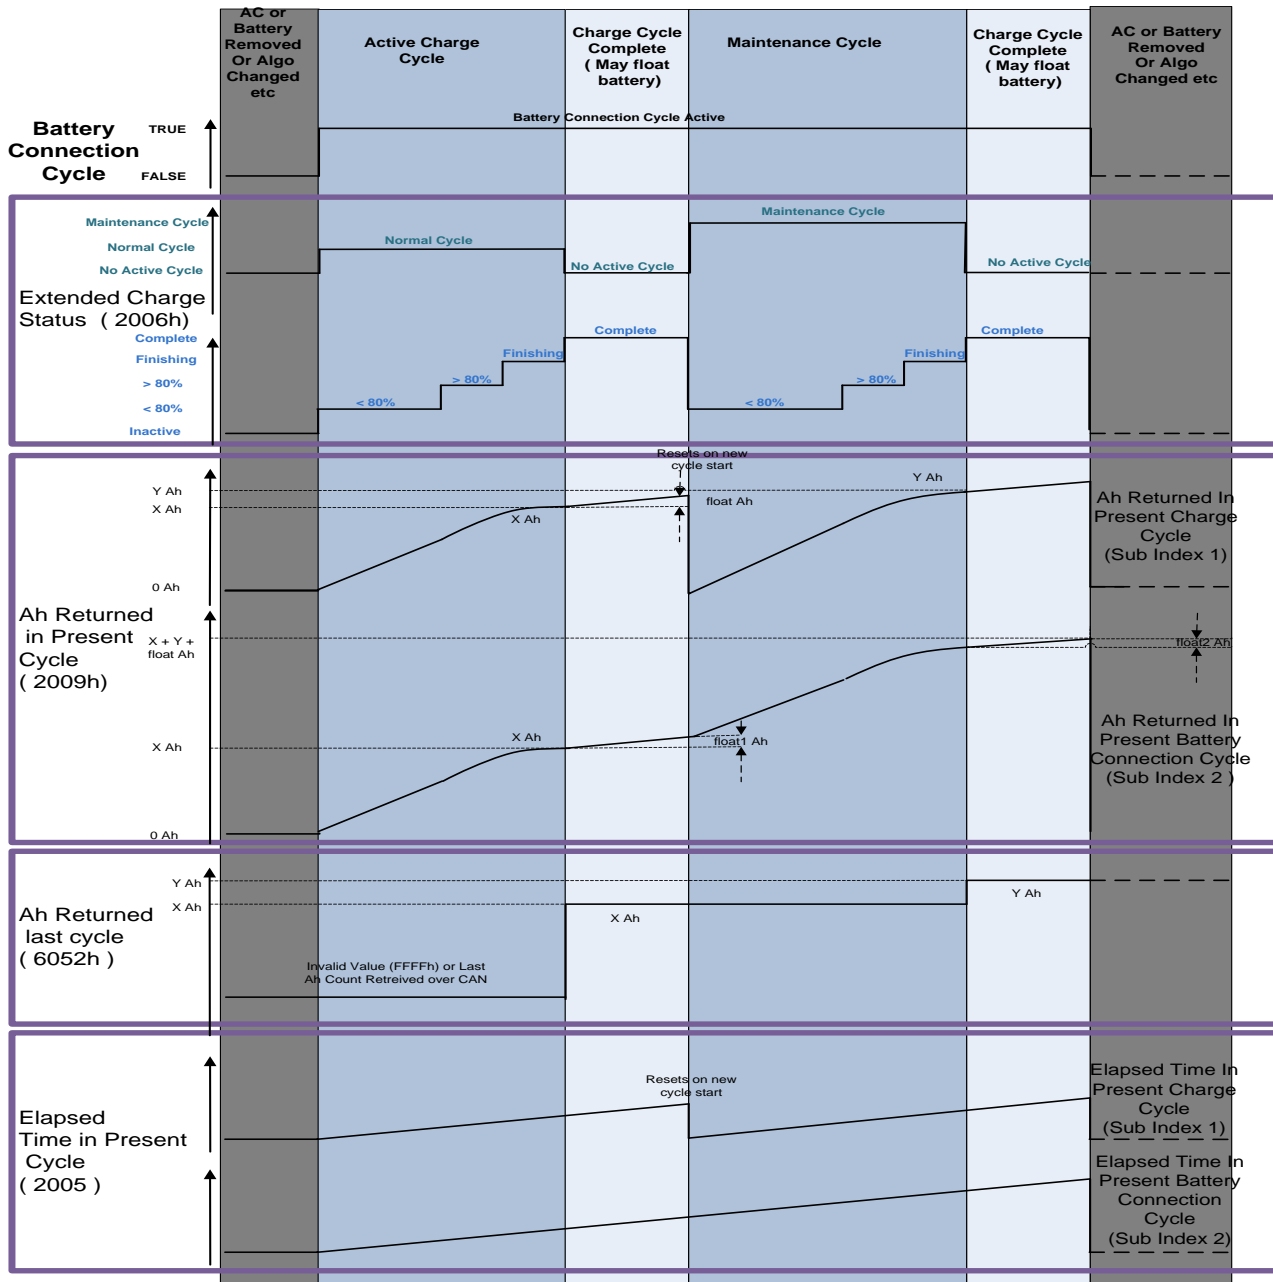 AC or
Battery
Removed
Or Algo
Changed
etc
Active Charge
Cycle
Charge Cycle
Complete
( May float
battery)
Maintenance Cycle
Charge Cycle
Complete
( May float
battery)
AC or Battery
Removed
Or Algo
Changed etc
Battery
Connection
Cycle
TRUE
FALSE
Battery Connection Cycle Active
Extended Charge
Status ( 2006h)
Maintenance Cycle
Normal Cycle
No Active Cycle
Normal Cycle
No Active Cycle
Maintenance Cycle
No Active Cycle
Complete
Finishing
> 80%
< 80%
Inactive
< 80%
> 80%
Finishing
Complete
< 80%
> 80%
Finishing
Complete
Ah Returned
in Present
Cycle
( 2009h)
Y Ah
X Ah
0 Ah
X Ah
Resets on new
cycle start
float Ah
Y Ah
Ah Returned In
Present Charge
Cycle
(Sub Index 1)
X + Y +
float Ah
X Ah
0 Ah
X Ah
float1 Ah
float2 Ah
Ah Returned In
Present Battery
Connection Cycle
(Sub Index 2 )
Ah Returned
last cycle
( 6052h )
Y Ah
X Ah
Invalid Value (FFFFh) or Last
Ah Count Retreived over CAN
X Ah
Y Ah
Elapsed
Time in Present
Cycle
( 2005 )
Resets on new
cycle start
Elapsed Time In
Present Charge
Cycle
(Sub Index 1)
Elapsed Time In
Present Battery
Connection
Cycle
(Sub Index 2)